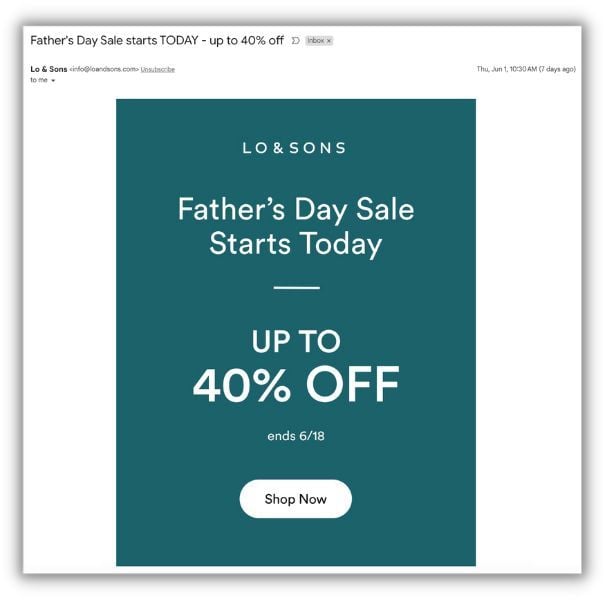 Father's Day Sale starts TODAY - up to 40% off Inbox ×
Lo & Sons <info@loandsons.com> Unsubscribe Thu, Jun 1, 10:30 AM (7 days ago)
to me
LO & SONS
Father's Day Sale
Starts Today
UP TO
40% OFF
ends 6/18
Shop Now